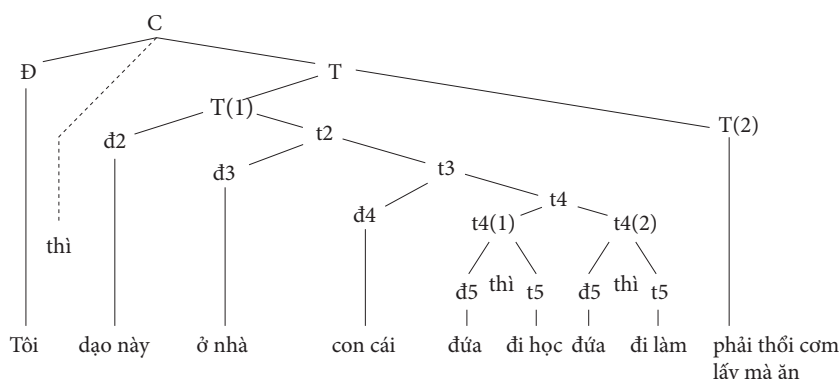 C
Đ T
T(1) T(2)
đ2 t2
đ3 t3
đ4 t4
t4(1) t4(2)
thì
đ5 thì t5 đ5 thì t5
Tôi dạo này ở nhà con cái đứa đi học đứa đi làm phải thổi cơm
lấy mà ăn